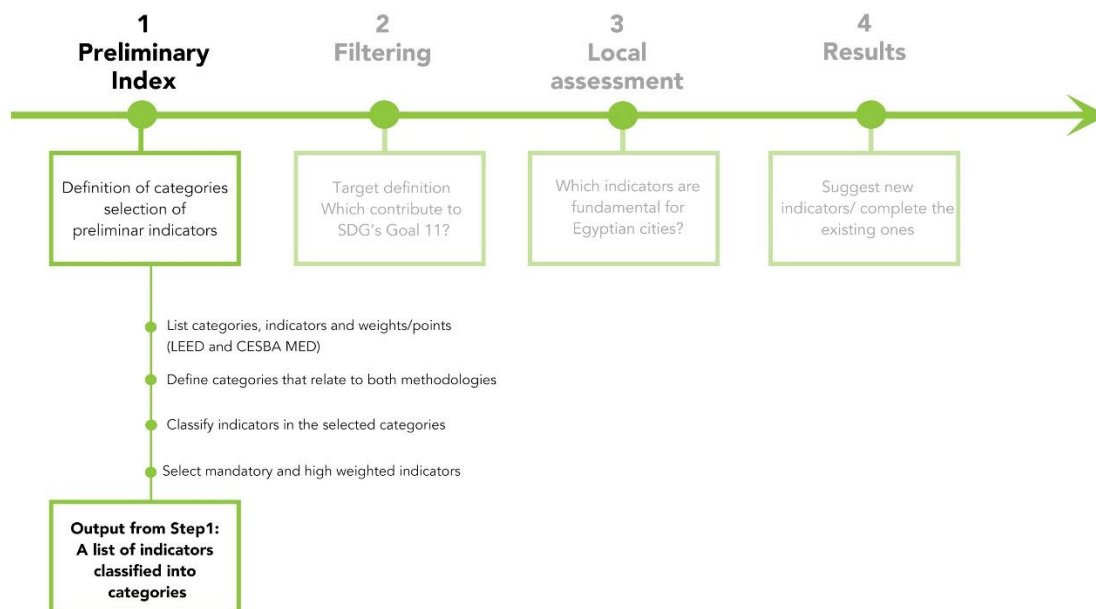 1
Preliminary
Index
2
Filtering
3
Local
assessment
4
Results
Definition of categories
selection of
preliminar indicators
Target definition
Which contribute to
SDG's Goal 11?
Which indicators are
fundamental for
Egyptian cities?
Suggest new
indicators/ complete the
existing ones
List categories, indicators and weights/points
(LEED and CESBA MED)
Define categories that relate to both methodologies
Classify indicators in the selected categories
Select mandatory and high weighted indicators
Output from Step1:
A list of indicators
classified into
categories